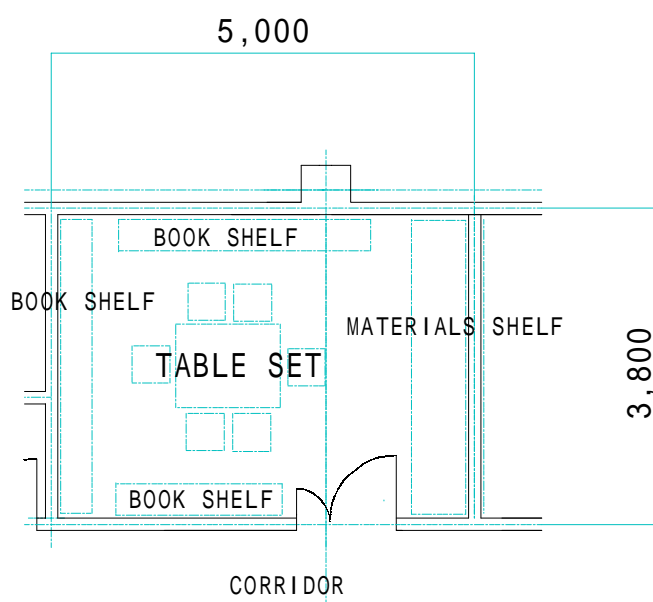 5,000
BOOK SHELF
BOOK SHELF
MATERIALS SHELF
TABLE SET
3,800
BOOK SHELF
CORRIDOR